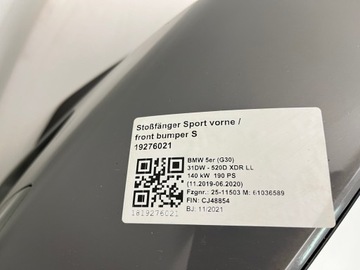 Stoßfänger Sport vorne /
front bumper S
19276021
BMW 5er (G30)
31DW - 520D XDR LL
140 kW 190 PS
(11.2019-06.2020)
Fzgnr.: 25-11503 M: 61036589
FIN: CJ48854
BJ: 11/2021
1819276021